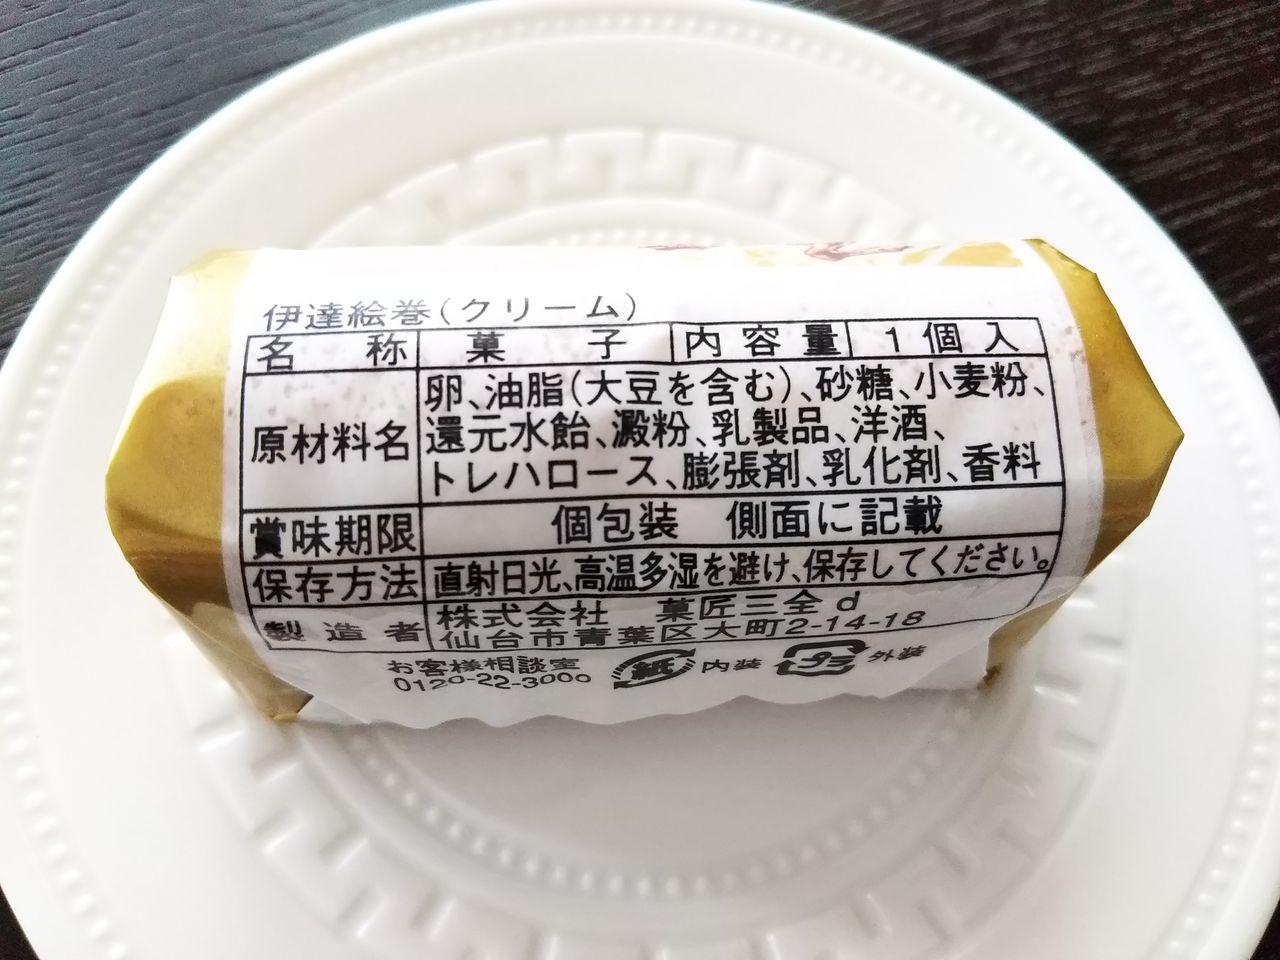 伊達絵巻(クリーム)
名称 菓子 内容量 1個入
原材料名 卵、油脂(大豆を含む)、砂糖、小麦粉、
還元水飴、澱粉、乳製品、洋酒、
トレハロース、膨張剤、乳化剤、香料
賞味期限 個包装 側面に記載
保存方法 直射日光、高温多湿を避け、保存してください。
製造者 株式会社 菓匠三全 d
仙台市青葉区大町2-14-18
お客様相談室
0120-22-3000
紙 内装 プラ 外装